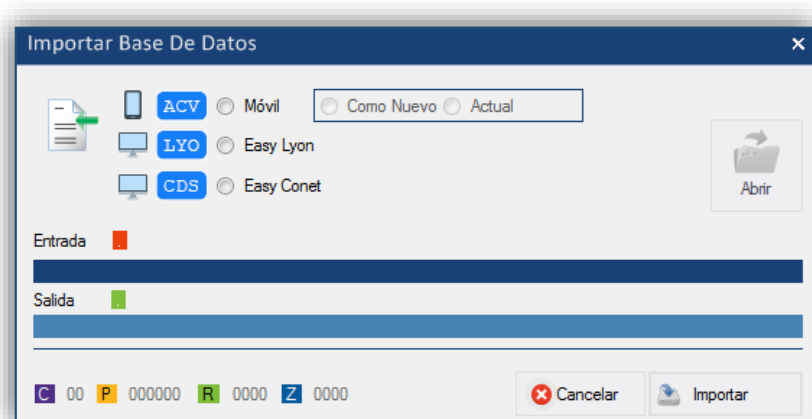 Importar Base De Datos
ACV Móvil Como Nuevo Actual
LYO Easy Lyon
CDS Easy Conet
Abrir
Entrada .
Salida .
C 00 P 000000 R 0000 Z 0000 Cancelar Importar